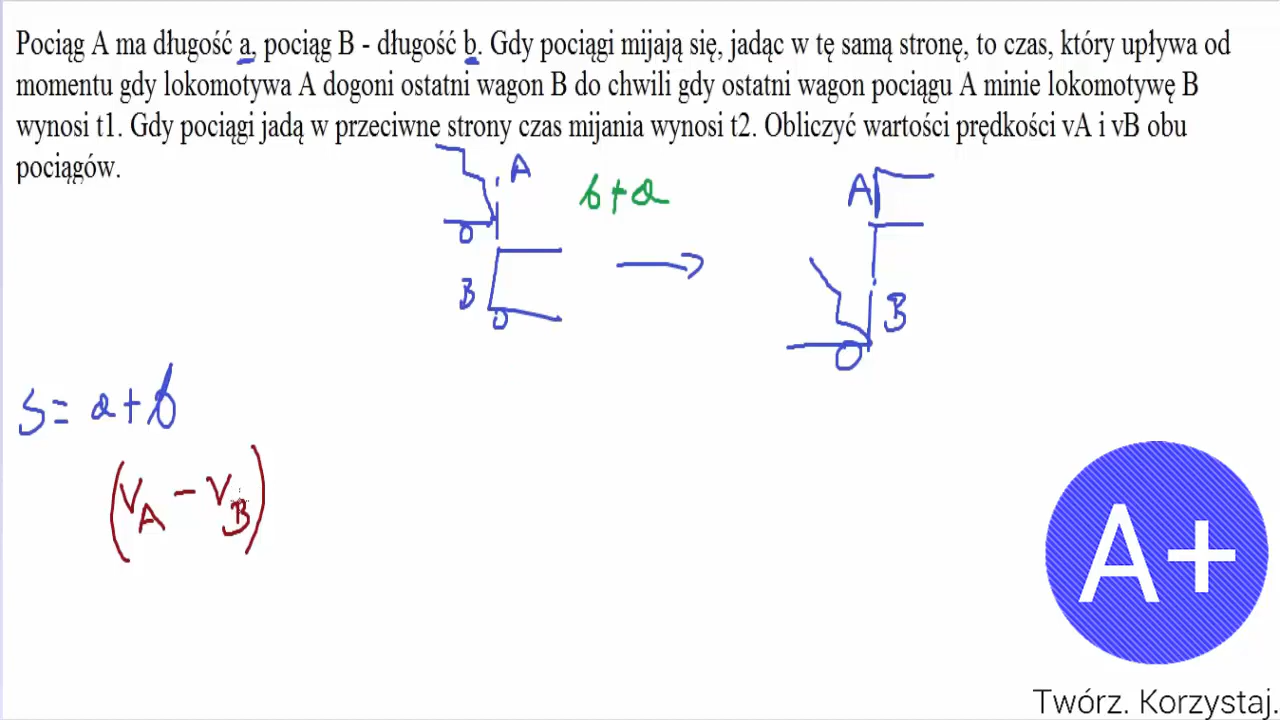 Pociąg A ma długość a, pociąg B - długość b. Gdy pociągi mijają się, jadąc w tę samą stronę, to czas, który upływa od
momentu gdy lokomotywa A dogoni ostatni wagon B do chwili gdy ostatni wagon pociągu A minie lokomotywę B
wynosi t1. Gdy pociągi jadą w przeciwne strony czas mijania wynosi t2. Obliczyć wartości prędkości vA i vB obu
pociągów.
A
b+a
A
B
B
s= a+b
(vA - vB)
A+
Twórz. Korzystaj.